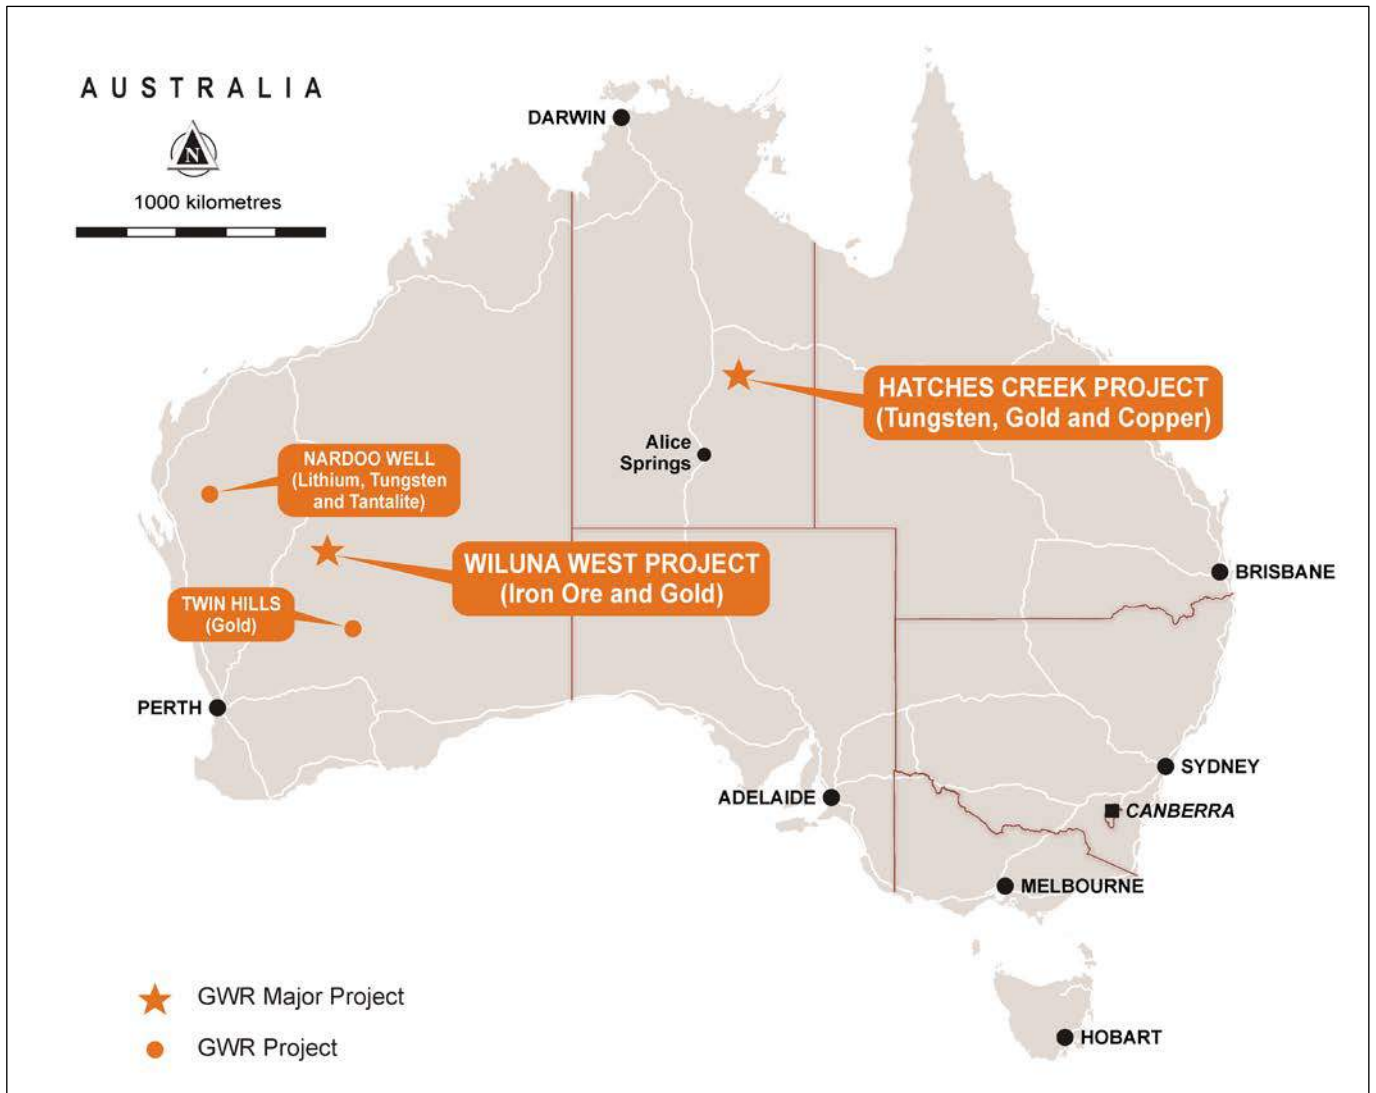 AUSTRALIA
N
1000 kilometres
DARWIN
HATCHES CREEK PROJECT
(Tungsten, Gold and Copper)
Alice
Springs
NARDOO WELL
(Lithium, Tungsten
and Tantalite)
WILUNA WEST PROJECT
(Iron Ore and Gold)
BRISBANE
TWIN HILLS
(Gold)
PERTH
SYDNEY
ADELAIDE
CANBERRA
MELBOURNE
GWR Major Project
GWR Project
HOBART